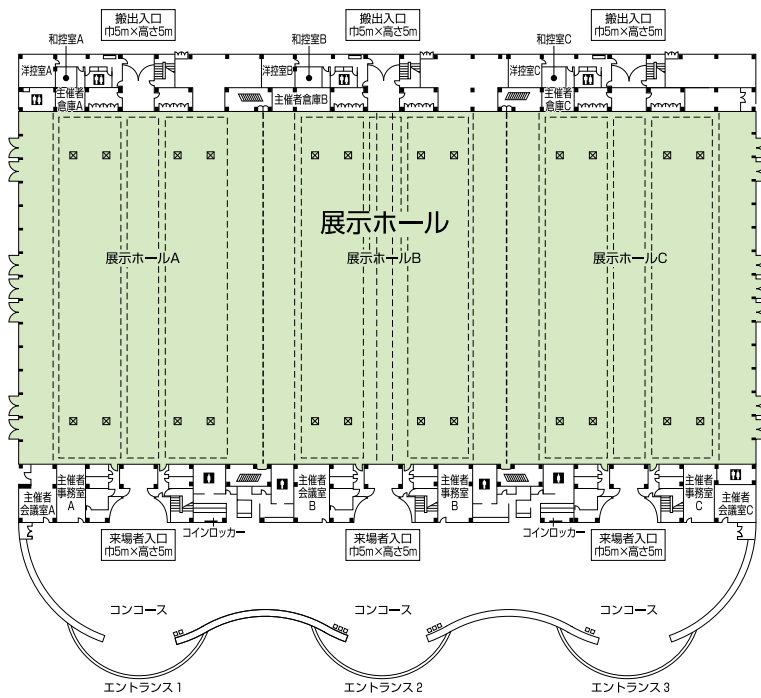 搬出入口
巾5m×高さ5m
搬出入口
巾5m×高さ5m
搬出入口
巾5m×高さ5m
和控室A
和控室B
和控室C
洋控室A
洋控室B
洋控室C
主催者
倉庫A
主催者倉庫B
主催者
倉庫C
展示ホール
展示ホールA
展示ホールB
展示ホールC
主催者
会議室A
主催者
事務室
A
主催者
会議室
B
主催者
事務室
B
主催者
事務室
C
主催者
会議室C
来場者入口
巾5m×高さ5m
コインロッカー
来場者入口
巾5m×高さ5m
コインロッカー
来場者入口
巾5m×高さ5m
コンコース
コンコース
コンコース
エントランス1
エントランス2
エントランス3